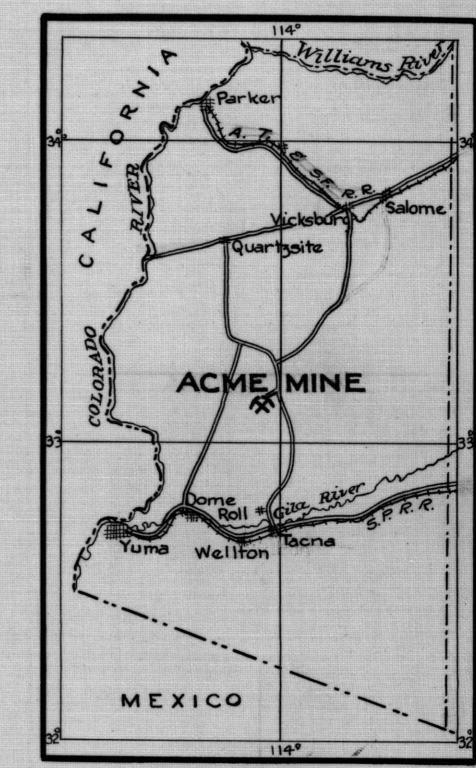 114°
Williams River
CALIFORNIA
Parker
34°
A. T. & S.F. R.R.
34
RIVER
Vicksburg
Salome
Quartzsite
COLORADO
ACME MINE
33°
33°
Dome
Roll
Gila River
S.P.R.R.
Yuma
Wellton
Tacna
MEXICO
32°
114°
32